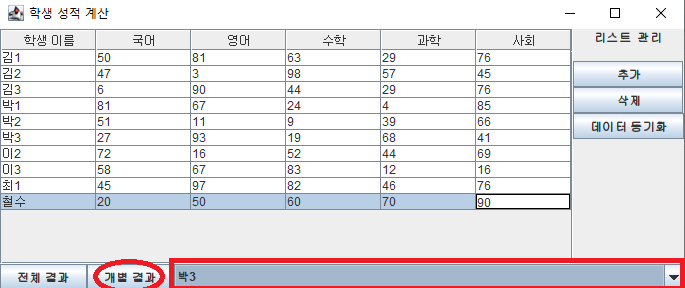 학생 성적 계산
학생 이름 국어 영어 수학 과학 사회 리스트 관리
김1 50 81 63 29 76
김2 47 3 98 57 45 추가
김3 6 90 44 29 76
박1 81 67 24 4 85 삭제
박2 51 11 9 39 66 데이터 동기화
박3 27 93 19 68 41
이2 72 16 52 44 69
이3 58 67 83 12 16
최1 45 97 82 46 76
철수 20 50 60 70 90
전체 결과 개별 결과 박3